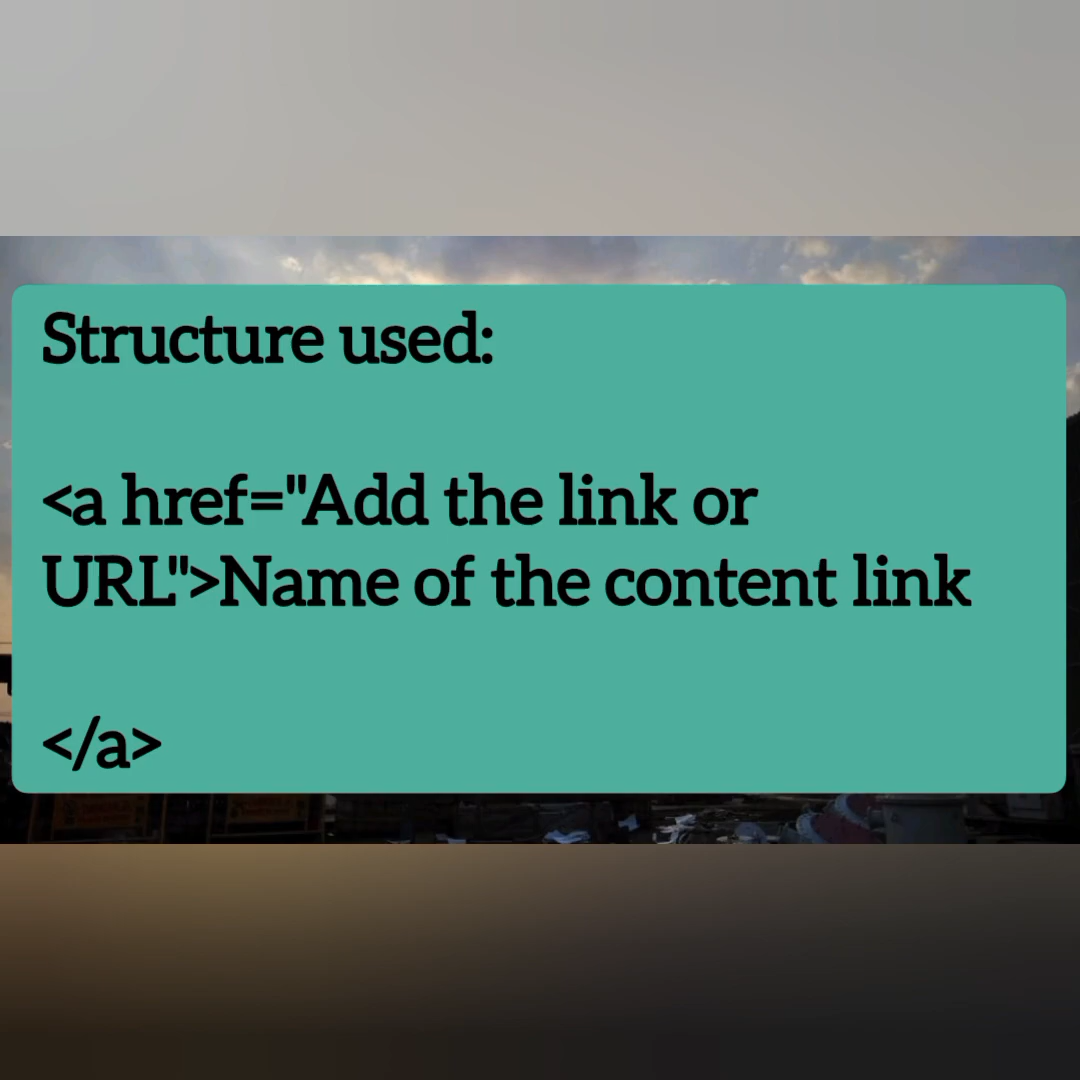 Structure used:
<a href="Add the link or
URL">Name of the content link
</a>